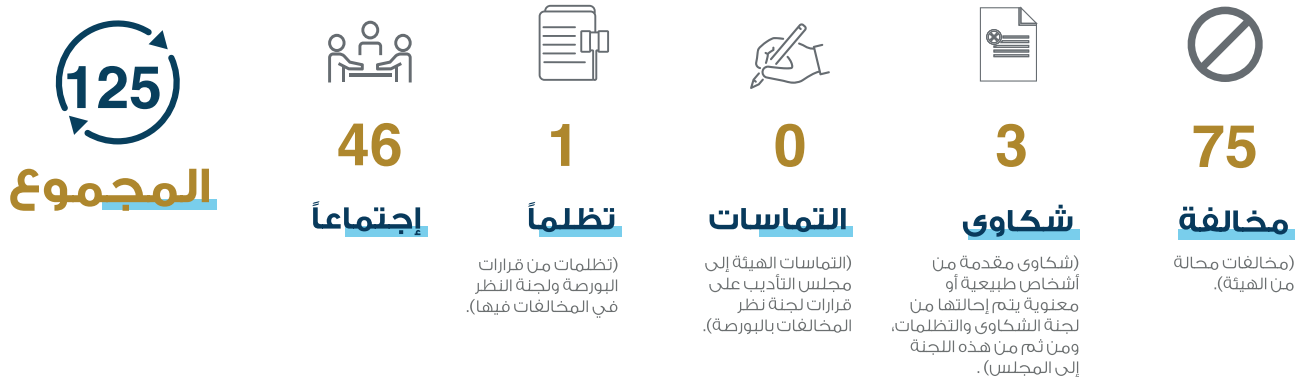 75
مخالفة
(مخالفات محالة
من الهيئة).
3
شكاوى
(شكاوى مقدمة من
أشخاص طبيعية أو
معنوية يتم إحالتها من
لجنة الشكاوى والتظلمات،
ومن ثم من هذه اللجنة
إلى المجلس) .
0
التماسات
(التماسات الهيئة إلى
مجلس التأديب على
قرارات لجنة نظر
المخالفات بالبورصة).
1
تظلماً
(تظلمات من قرارات
البورصة ولجنة النظر
في المخالفات فيها).
46
إجتماعاً
125
المجموع